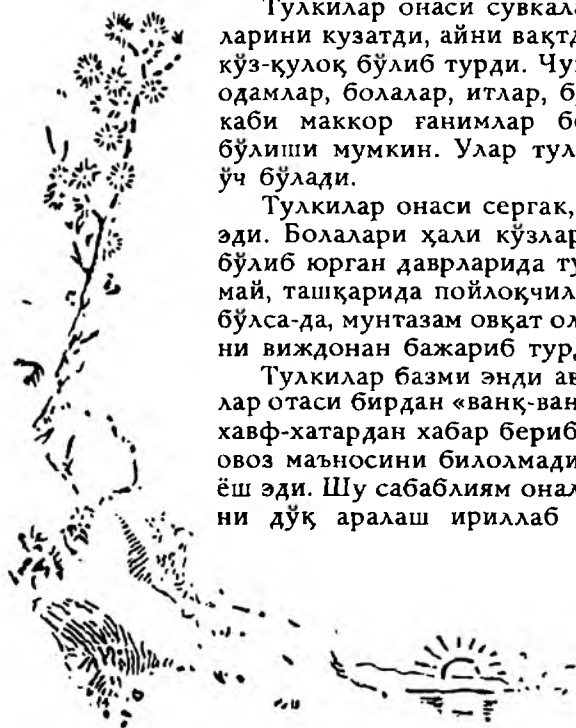 Тулкилар онаси сувкала
ларини кузатди, айни вақтд
кўз-қулоқ бўлиб турди. Чу
одамлар, болалар, итлар, б
каби маккор ғанимлар бе
бўлиши мумкин. Улар тул
ўч бўлади.
Тулкилар онаси сергак,
эди. Болалари ҳали кўзлар
бўлиб юрган даврларида ту
май, ташқарида пойлоқчил
бўлса-да, мунтазам овқат ол
ни виждонан бажариб турд
Тулкилар базми энди ав
лар отаси бирдан «ванқ-ван
хавф-хатардан хабар бериб
овоз маъносини билолмади
ёш эди. Шу сабаблиям онал
ни дўқ аралаш ириллаб